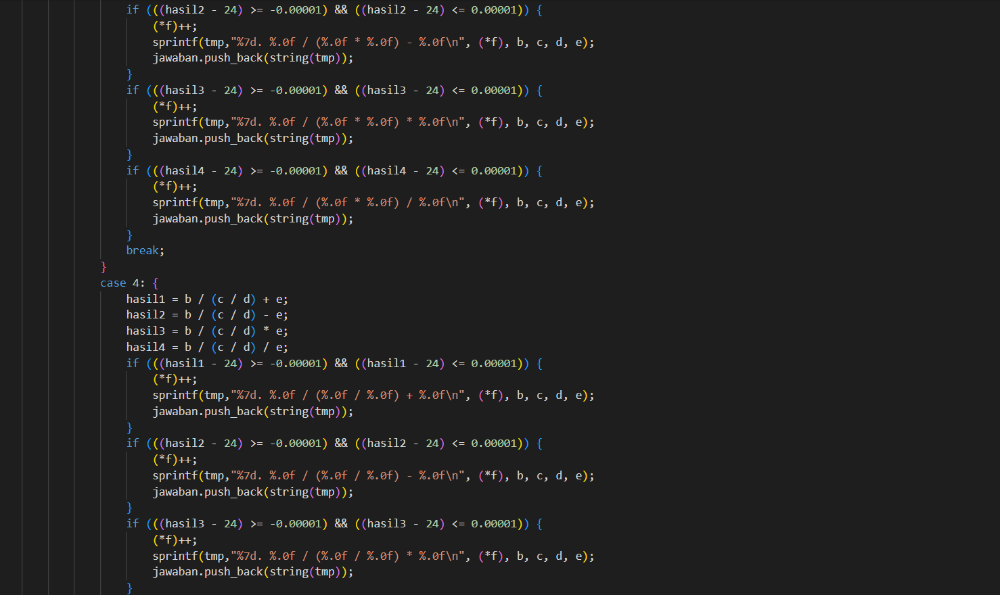 if (((hasil2 - 24) >= -0.00001) && ((hasil2 - 24) <= 0.00001)) {
(*f)++;
sprintf(tmp,"%7d. %.0f / (%.0f * %.0f) - %.0f\n", (*f), b, c, d, e);
jawaban.push_back(string(tmp));
}
if (((hasil3 - 24) >= -0.00001) && ((hasil3 - 24) <= 0.00001)) {
(*f)++;
sprintf(tmp,"%7d. %.0f / (%.0f * %.0f) * %.0f\n", (*f), b, c, d, e);
jawaban.push_back(string(tmp));
}
if (((hasil4 - 24) >= -0.00001) && ((hasil4 - 24) <= 0.00001)) {
(*f)++;
sprintf(tmp,"%7d. %.0f / (%.0f * %.0f) / %.0f\n", (*f), b, c, d, e);
jawaban.push_back(string(tmp));
}
break;
}
case 4: {
hasil1 = b / (c / d) + e;
hasil2 = b / (c / d) - e;
hasil3 = b / (c / d) * e;
hasil4 = b / (c / d) / e;
if (((hasil1 - 24) >= -0.00001) && ((hasil1 - 24) <= 0.00001)) {
(*f)++;
sprintf(tmp,"%7d. %.0f / (%.0f / %.0f) + %.0f\n", (*f), b, c, d, e);
jawaban.push_back(string(tmp));
}
if (((hasil2 - 24) >= -0.00001) && ((hasil2 - 24) <= 0.00001)) {
(*f)++;
sprintf(tmp,"%7d. %.0f / (%.0f / %.0f) - %.0f\n", (*f), b, c, d, e);
jawaban.push_back(string(tmp));
}
if (((hasil3 - 24) >= -0.00001) && ((hasil3 - 24) <= 0.00001)) {
(*f)++;
sprintf(tmp,"%7d. %.0f / (%.0f / %.0f) * %.0f\n", (*f), b, c, d, e);
jawaban.push_back(string(tmp));
}